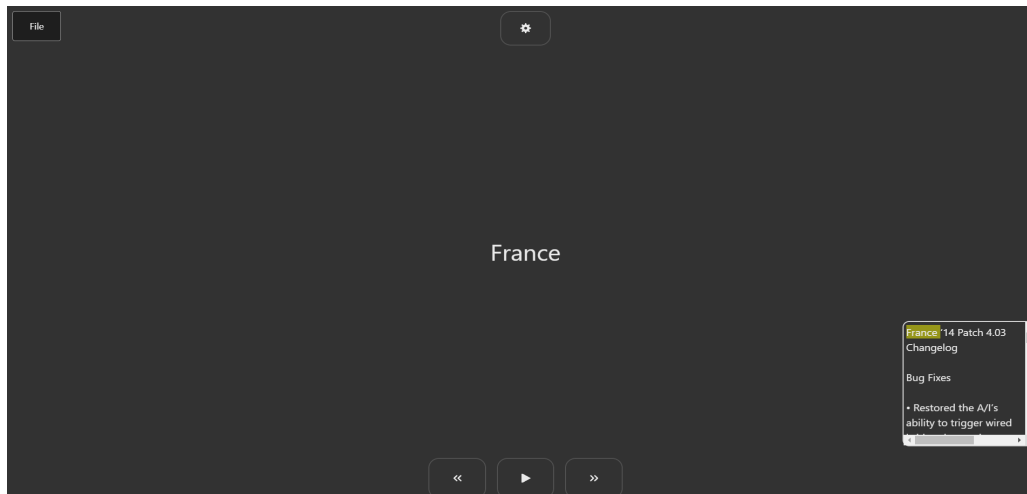 File
France
France '14 Patch 4.03
Changelog
Bug Fixes
• Restored the A/I's
ability to trigger wired